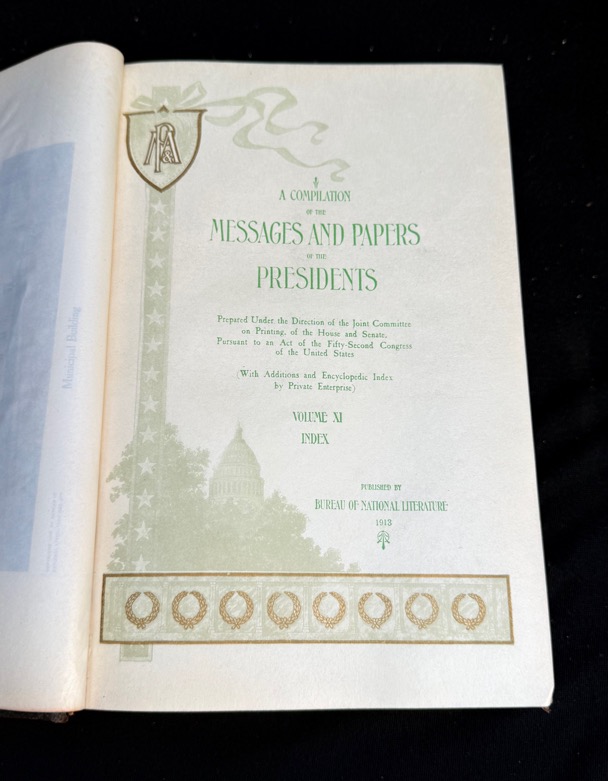 A COMPILATION
OF THE
MESSAGES AND PAPERS
OF THE
PRESIDENTS
Prepared Under the Direction of the Joint Committee
on Printing, of the House and Senate,
Pursuant to an Act of the Fifty-Second Congress
of the United States
(With Additions and Encyclopedic Index
by Private Enterprise)
VOLUME XI
INDEX
PUBLISHED BY
BUREAU OF NATIONAL LITERATURE
1913